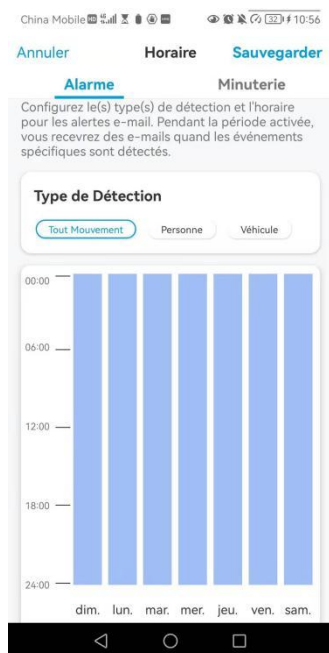 China Mobile 32 10:56
Annuler Horaire Sauvegarder
Alarme Minuterie
Configurez le(s) type(s) de détection et l'horaire
pour les alertes e-mail. Pendant la période activée,
vous recevrez des e-mails quand les événements
spécifiques sont détectés.
Type de Détection
Tout Mouvement Personne Véhicule
00:00
06:00
12:00
18:00
24:00
dim. lun. mar. mer. jeu. ven. sam.